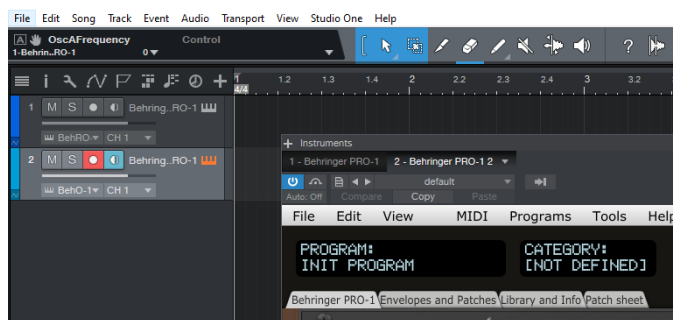 File Edit Song Track Event Audio Transport View Studio One Help
A OscAFrequency Control
1-Behrin..RO-1 0
?
i 1 1.2 1.3 1.4 2 2.2 2.3 2.4 3 3.2
4/4
1 M S Behring..RO-1
BehRO- CH 1
2 M S Behring..RO-1
BehO-1 CH 1
+ Instruments
1 - Behringer PRO-1 2 - Behringer PRO-1 2
default
Auto: Off Compare Copy Paste
File Edit View MIDI Programs Tools Help
PROGRAM: CATEGORY:
INIT PROGRAM [NOT DEFINED]
Behringer PRO-1 Envelopes and Patches Library and Info Patch sheet